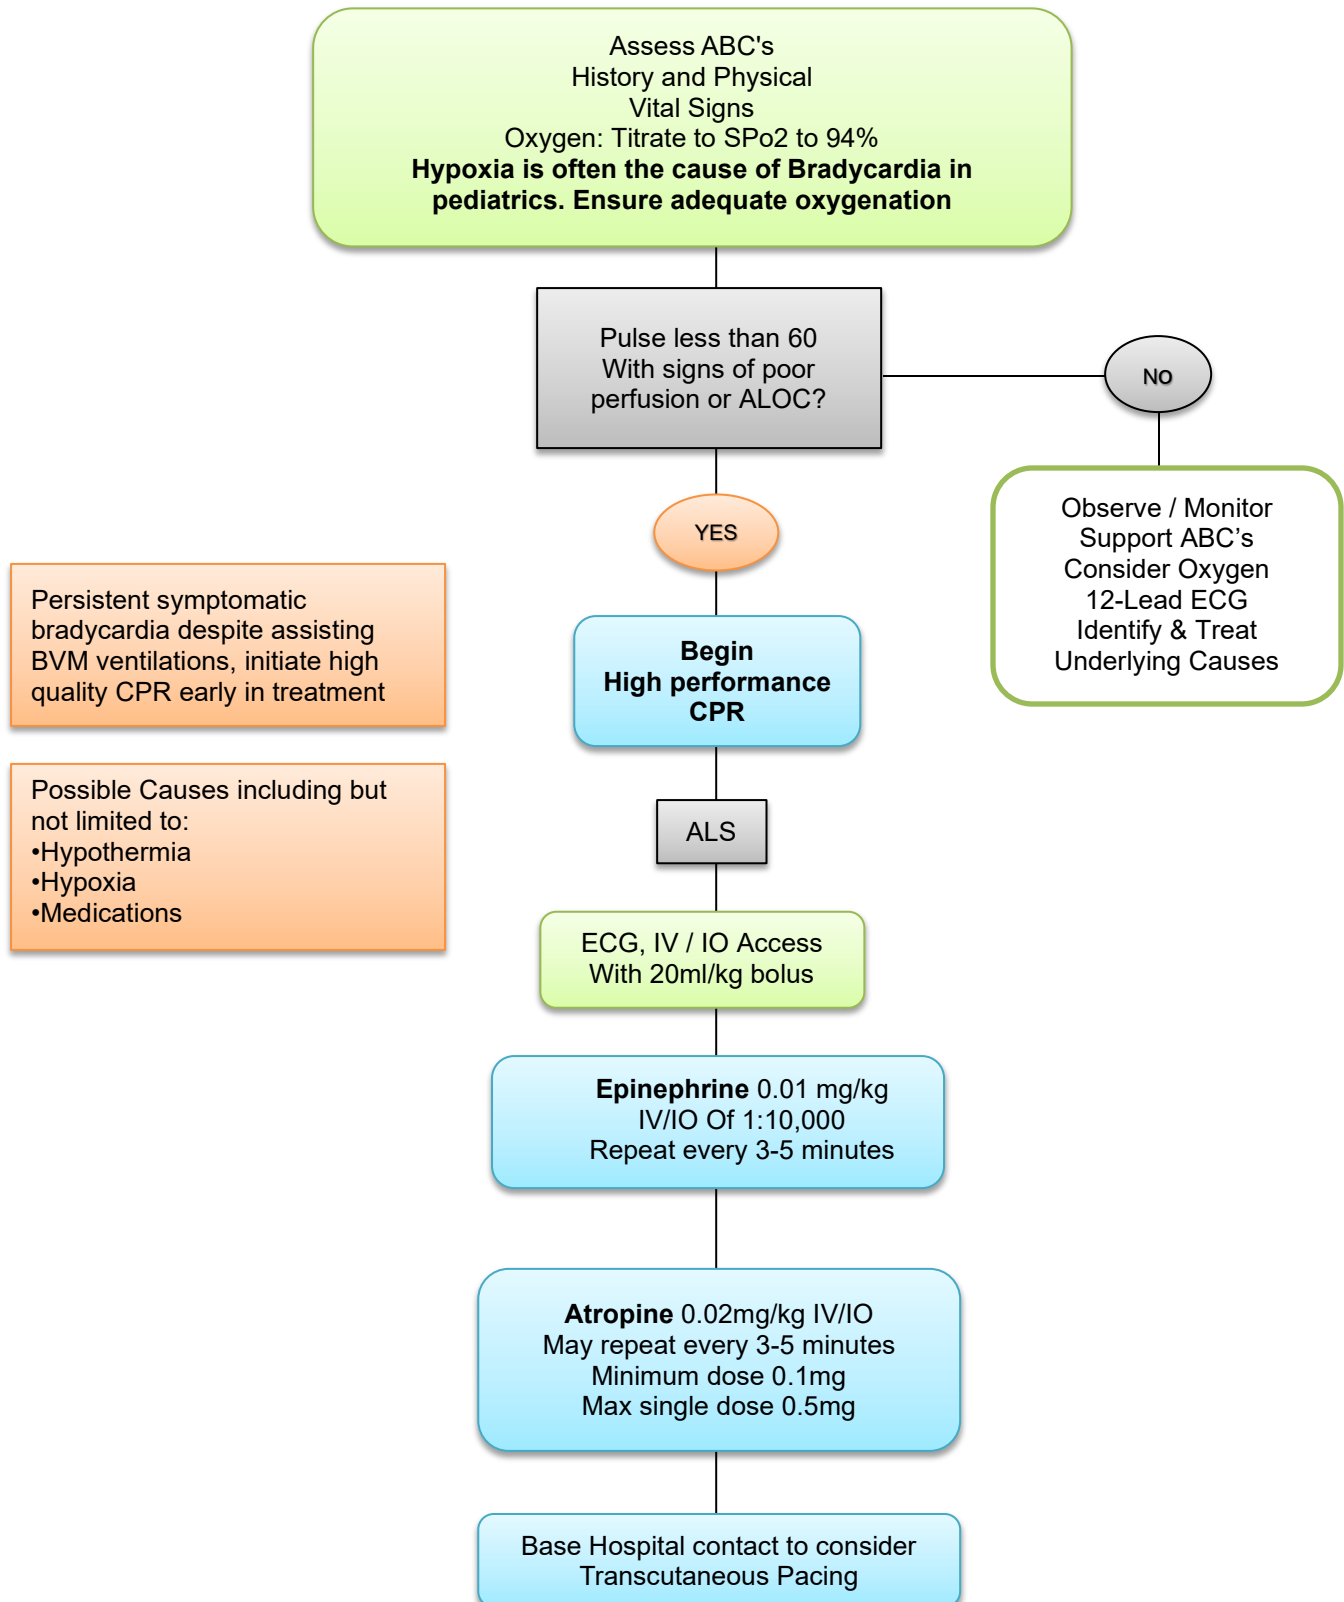 Assess ABC's
History and Physical
Vital Signs
Oxygen: Titrate to SPo2 to 94%
Hypoxia is often the cause of Bradycardia in
pediatrics. Ensure adequate oxygenation
Pulse less than 60
With signs of poor
perfusion or ALOC?
No
YES
Observe / Monitor
Support ABC’s
Consider Oxygen
12-Lead ECG
Identify & Treat
Underlying Causes
Persistent symptomatic
bradycardia despite assisting
BVM ventilations, initiate high
quality CPR early in treatment
Begin
High performance
CPR
Possible Causes including but
not limited to:
•Hypothermia
•Hypoxia
•Medications
ALS
ECG, IV / IO Access
With 20ml/kg bolus
Epinephrine 0.01 mg/kg
IV/IO Of 1:10,000
Repeat every 3-5 minutes
Atropine 0.02mg/kg IV/IO
May repeat every 3-5 minutes
Minimum dose 0.1mg
Max single dose 0.5mg
Base Hospital contact to consider
Transcutaneous Pacing